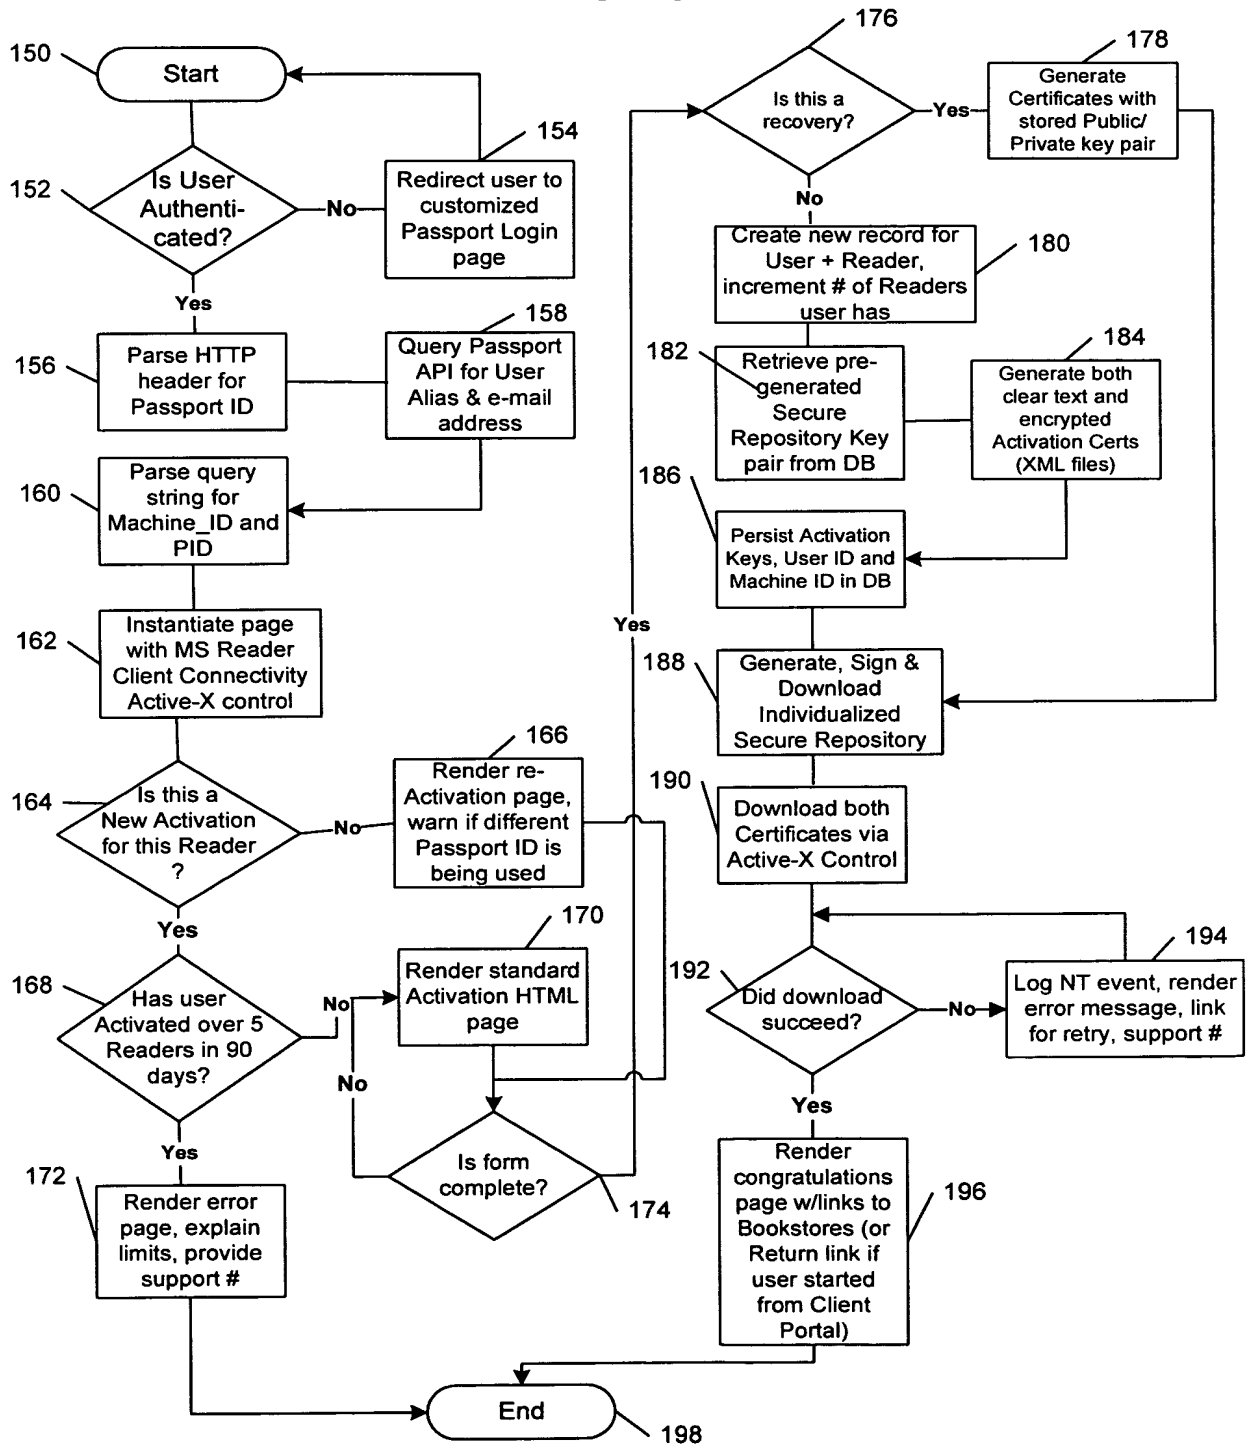 150
Start
152
Is User
Authenti-
cated?
No
154
Redirect user to
customized
Passport Login
page
Yes
156
Parse HTTP
header for
Passport ID
158
Query Passport
API for User
Alias & e-mail
address
160
Parse query
string for
Machine_ID and
PID
162
Instantiate page
with MS Reader
Client Connectivity
Active-X control
164
Is this a
New Activation
for this Reader
?
No
166
Render re-
Activation page,
warn if different
Passport ID is
being used
Yes
168
Has user
Activated over 5
Readers in 90
days?
No
170
Render standard
Activation HTML
page
No
Yes
172
Render error
page, explain
limits, provide
support #
Is form
complete?
174
Yes
176
Is this a
recovery?
Yes
178
Generate
Certificates with
stored Public/
Private key pair
No
180
Create new record for
User + Reader,
increment # of Readers
user has
182
Retrieve pre-
generated
Secure
Repository Key
pair from DB
184
Generate both
clear text and
encrypted
Activation Certs
(XML files)
186
Persist Activation
Keys, User ID and
Machine ID in DB
188
Generate, Sign &
Download
Individualized
Secure Repository
190
Download both
Certificates via
Active-X Control
192
Did download
succeed?
No
194
Log NT event, render
error message, link
for retry, support #
Yes
196
Render
congratulations
page w/links to
Bookstores (or
Return link if
user started
from Client
Portal)
End
198